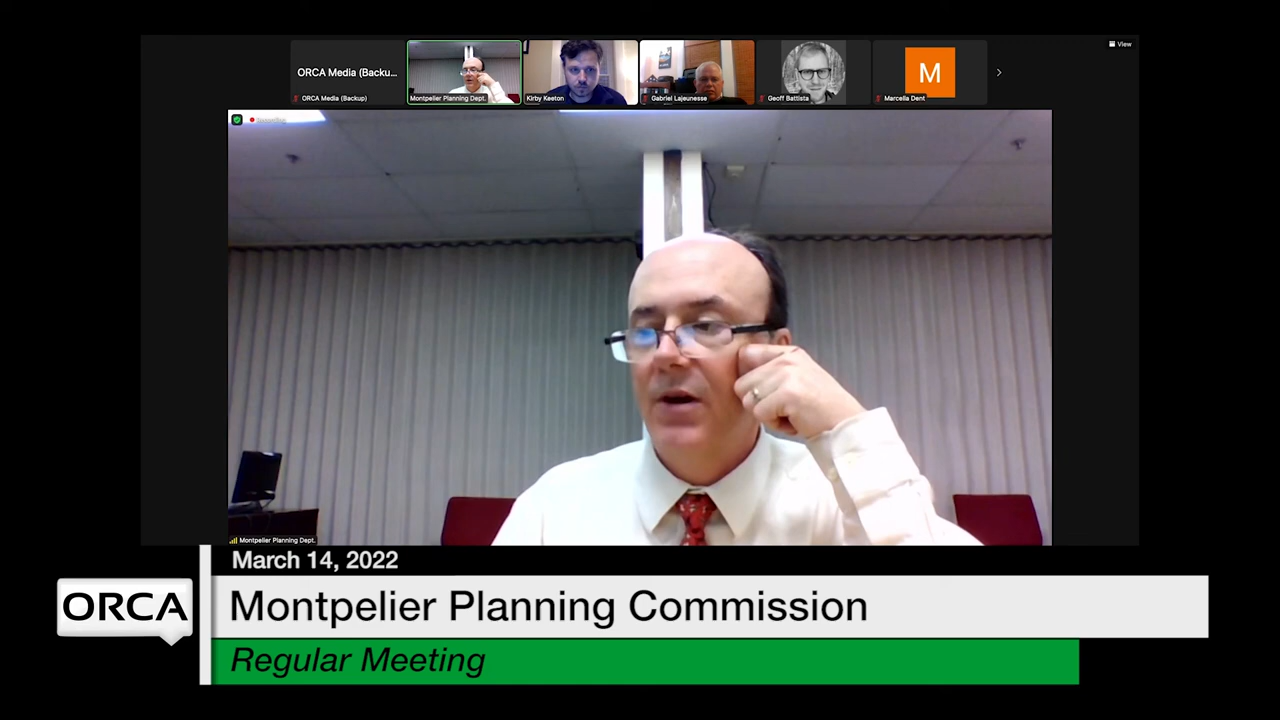 View
ORCA Media (Backu...
ORCA Media (Backup)
Montpelier Planning Dept.
Kirby Keeton
Gabriel Lajeunesse
Geoff Battista
M
Marcella Dent
Montpelier Planning Dept.
March 14, 2022
ORCA
Montpelier Planning Commission
Regular Meeting